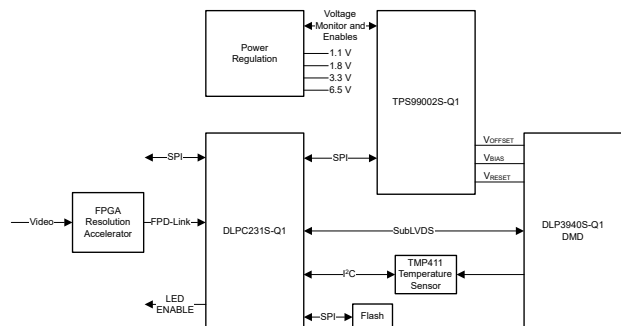 Voltage
Monitor and
Enables
Power
Regulation
1.1 V
1.8 V
3.3 V
6.5 V
TPS99002S-Q1
VOFFSET
VBIAS
VRESET
SPI
SPI
Video
FPGA
Resolution
Accelerator
FPD-Link
DLPC231S-Q1
SubLVDS
DLP3940S-Q1
DMD
I²C
TMP411
Temperature
Sensor
LED
ENABLE
SPI
Flash